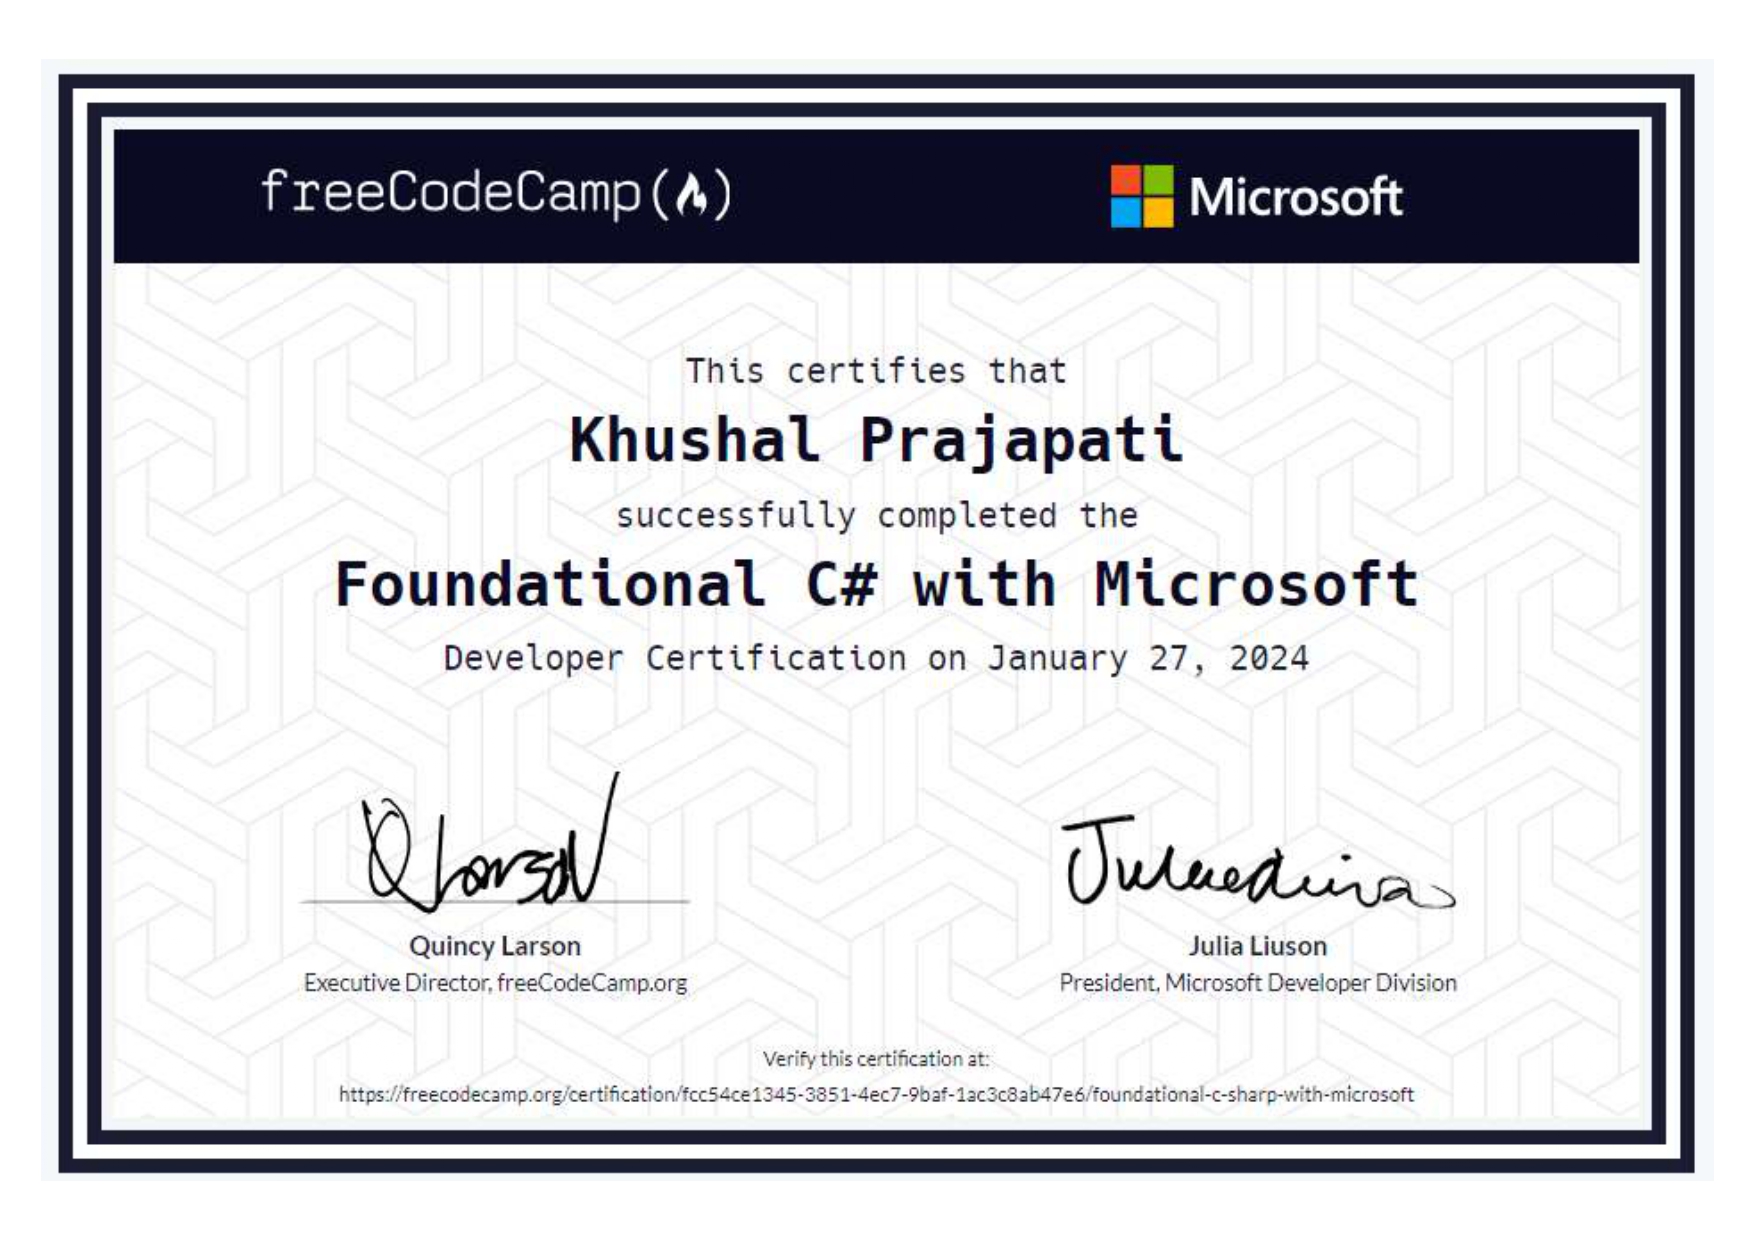 freeCodeCamp
Microsoft
This certifies that
Khushal Prajapati
successfully completed the
Foundational C# with Microsoft
Developer Certification on January 27, 2024
Quincy Larson
Executive Director, freeCodeCamp.org
Julia Liuson
President, Microsoft Developer Division
Verify this certification at:
https://freecodecamp.org/certification/fcc54ce1345-3851-4ec7-9baf-1ac3c8ab47e6/foundational-c-sharp-with-microsoft